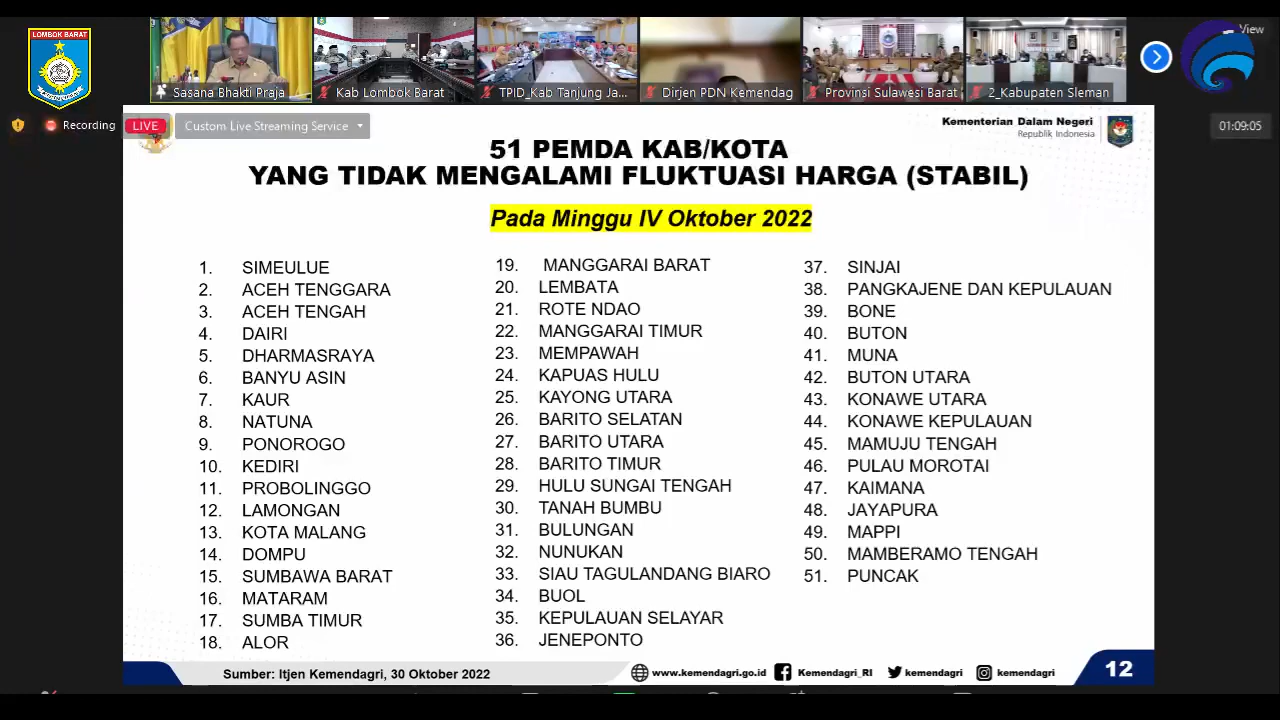 LOMBOK BARAT
Sasana Bhakti Praja
Kab Lombok Barat
TPID_Kab Tanjung Ja...
Dirjen PDN Kemendag
Provinsi Sulawesi Barat
2_Kabupaten Sleman
View
Recording
LIVE
Custom Live Streaming Service
01:09:05
Kementerian Dalam Negeri
Republik Indonesia
51 PEMDA KAB/KOTA
YANG TIDAK MENGALAMI FLUKTUASI HARGA (STABIL)
Pada Minggu IV Oktober 2022
1. SIMEULUE
2. ACEH TENGGARA
3. ACEH TENGAH
4. DAIRI
5. DHARMASRAYA
6. BANYU ASIN
7. KAUR
8. NATUNA
9. PONOROGO
10. KEDIRI
11. PROBOLINGGO
12. LAMONGAN
13. KOTA MALANG
14. DOMPU
15. SUMBAWA BARAT
16. MATARAM
17. SUMBA TIMUR
18. ALOR
19. MANGGARAI BARAT
20. LEMBATA
21. ROTE NDAO
22. MANGGARAI TIMUR
23. MEMPAWAH
24. KAPUAS HULU
25. KAYONG UTARA
26. BARITO SELATAN
27. BARITO UTARA
28. BARITO TIMUR
29. HULU SUNGAI TENGAH
30. TANAH BUMBU
31. BULUNGAN
32. NUNUKAN
33. SIAU TAGULANDANG BIARO
34. BUOL
35. KEPULAUAN SELAYAR
36. JENEPONTO
37. SINJAI
38. PANGKAJENE DAN KEPULAUAN
39. BONE
40. BUTON
41. MUNA
42. BUTON UTARA
43. KONAWE UTARA
44. KONAWE KEPULAUAN
45. MAMUJU TENGAH
46. PULAU MOROTAI
47. KAIMANA
48. JAYAPURA
49. MAPPI
50. MAMBERAMO TENGAH
51. PUNCAK
Sumber: Itjen Kemendagri, 30 Oktober 2022
www.kemendagri.go.id
Kemendagri_RI
kemendagri
kemendagri
12